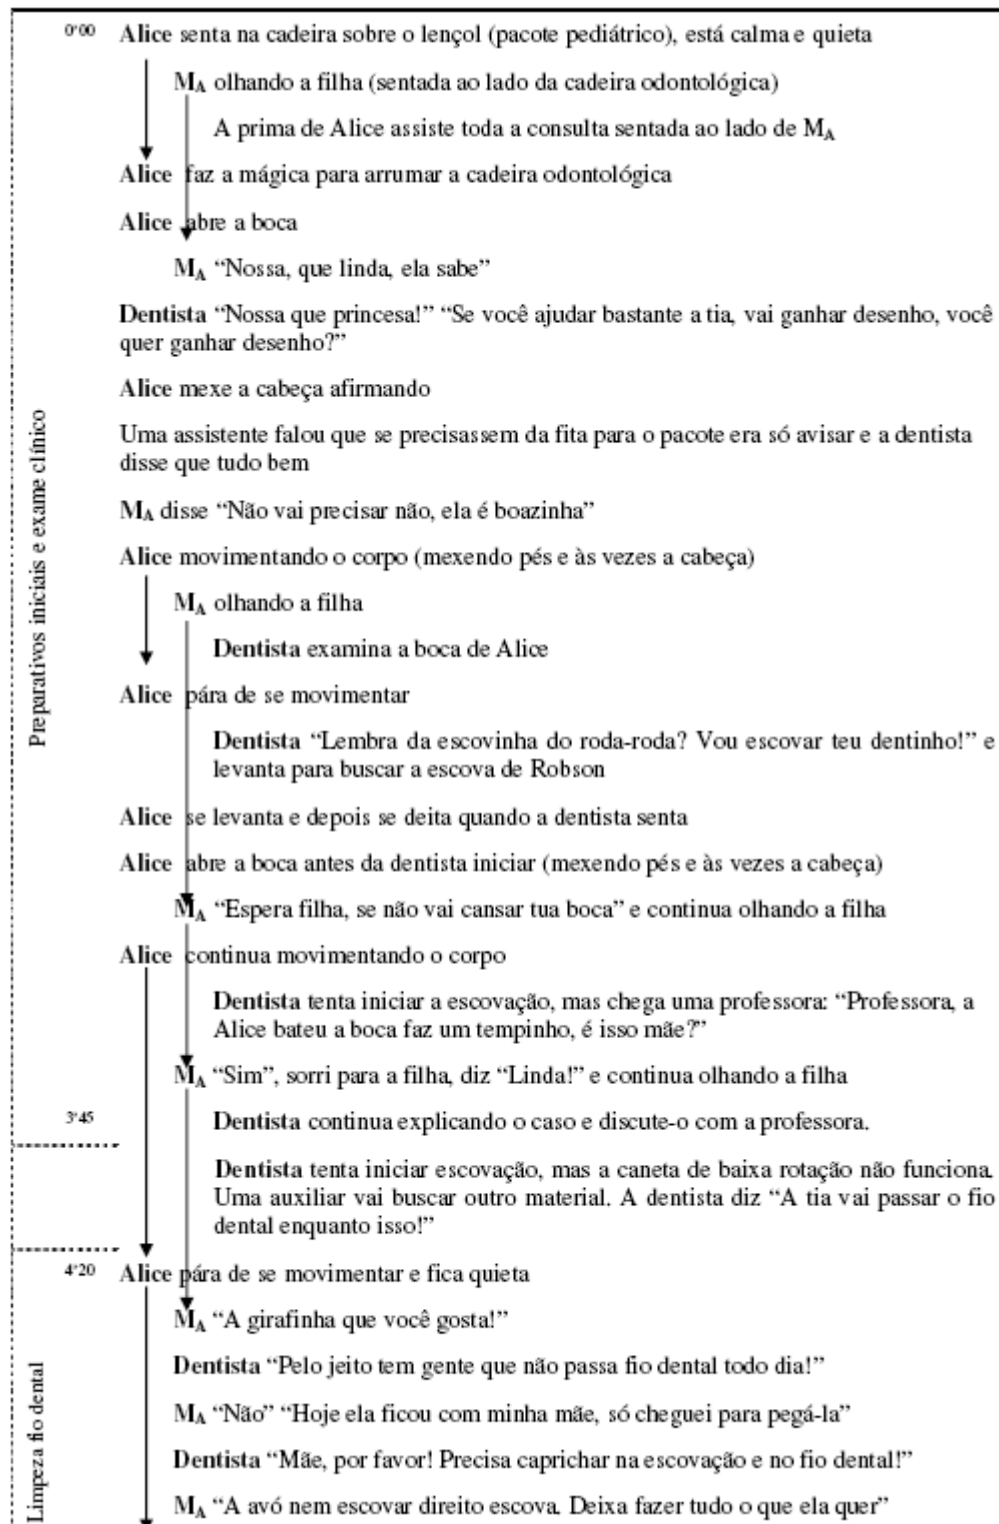 0'00 Alice senta na cadeira sobre o lençol (pacote pediátrico), está calma e quieta
M_A olhando a filha (sentada ao lado da cadeira odontológica)
A prima de Alice assiste toda a consulta sentada ao lado de M_A
Alice faz a mágica para arrumar a cadeira odontológica
Alice abre a boca
M_A “Nossa, que linda, ela sabe”
Dentista “Nossa que princesa!” “Se você ajudar bastante a tia, vai ganhar desenho, você
quer ganhar desenho?”
Alice mexe a cabeça afirmando
Uma assistente falou que se precisassem da fita para o pacote era só avisar e a dentista
disse que tudo bem
M_A disse “Não vai precisar não, ela é boazinha”
Alice movimentando o corpo (mexendo pés e às vezes a cabeça)
M_A olhando a filha
Dentista examina a boca de Alice
Alice pára de se movimentar
Dentista “Lembra da escovinha do roda-roda? Vou escovar teu dentinho!” e
levanta para buscar a escova de Robson
Alice se levanta e depois se deita quando a dentista senta
Alice abre a boca antes da dentista iniciar (mexendo pés e às vezes a cabeça)
M_A “Espera filha, se não vai cansar tua boca” e continua olhando a filha
Alice continua movimentando o corpo
Dentista tenta iniciar a escovação, mas chega uma professora: “Professora, a
Alice bateu a boca faz um tempinho, é isso mãe?”
M_A “Sim”, sorri para a filha, diz “Linda!” e continua olhando a filha
3'45 Dentista continua explicando o caso e discute-o com a professora.
Preparativos iniciais e exame clínico
Dentista tenta iniciar escovação, mas a caneta de baixa rotação não funciona.
Uma auxiliar vai buscar outro material. A dentista diz “A tia vai passar o fio
dental enquanto isso!”
4'20 Alice pára de se movimentar e fica quieta
M_A “A girafinha que você gosta!”
Dentista “Pelo jeito tem gente que não passa fio dental todo dia!”
M_A “Não” “Hoje ela ficou com minha mãe, só cheguei para pegá-la”
Dentista “Mãe, por favor! Precisa caprichar na escovação e no fio dental!”
M_A “A avó nem escovar direito escova. Deixa fazer tudo o que ela quer”
Limpeza fio dental